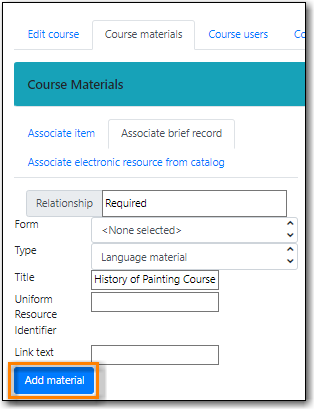 Edit course Course materials Course users
Course Materials
Associate item Associate brief record
Associate electronic resource from catalog
Relationship Required
Form <None selected>
Type Language material
Title History of Painting Course
Uniform
Resource
Identifier
Link text
Add material